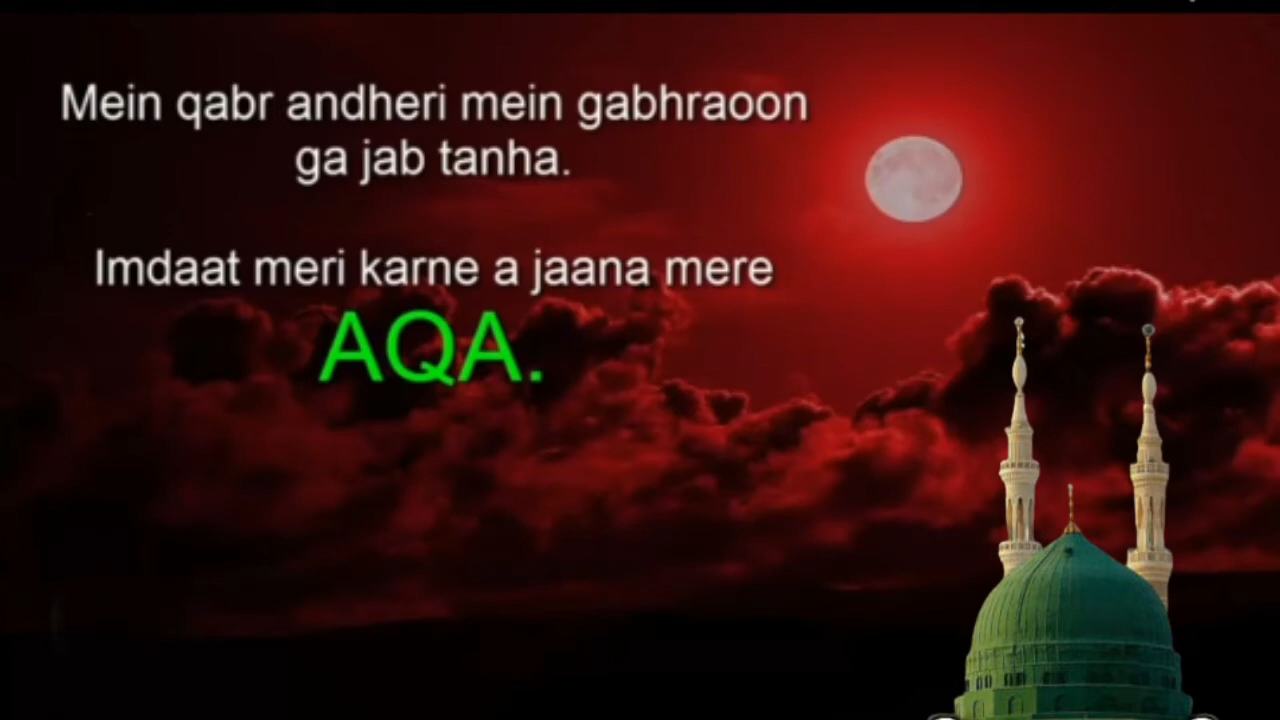 Mein qabr andheri mein gabhraoon
ga jab tanha.
Imdaat meri karne a jaana mere
AQA.